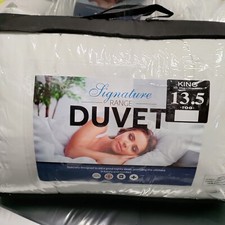 KING
13.5
TOG
Signature
RANGE
DUVET